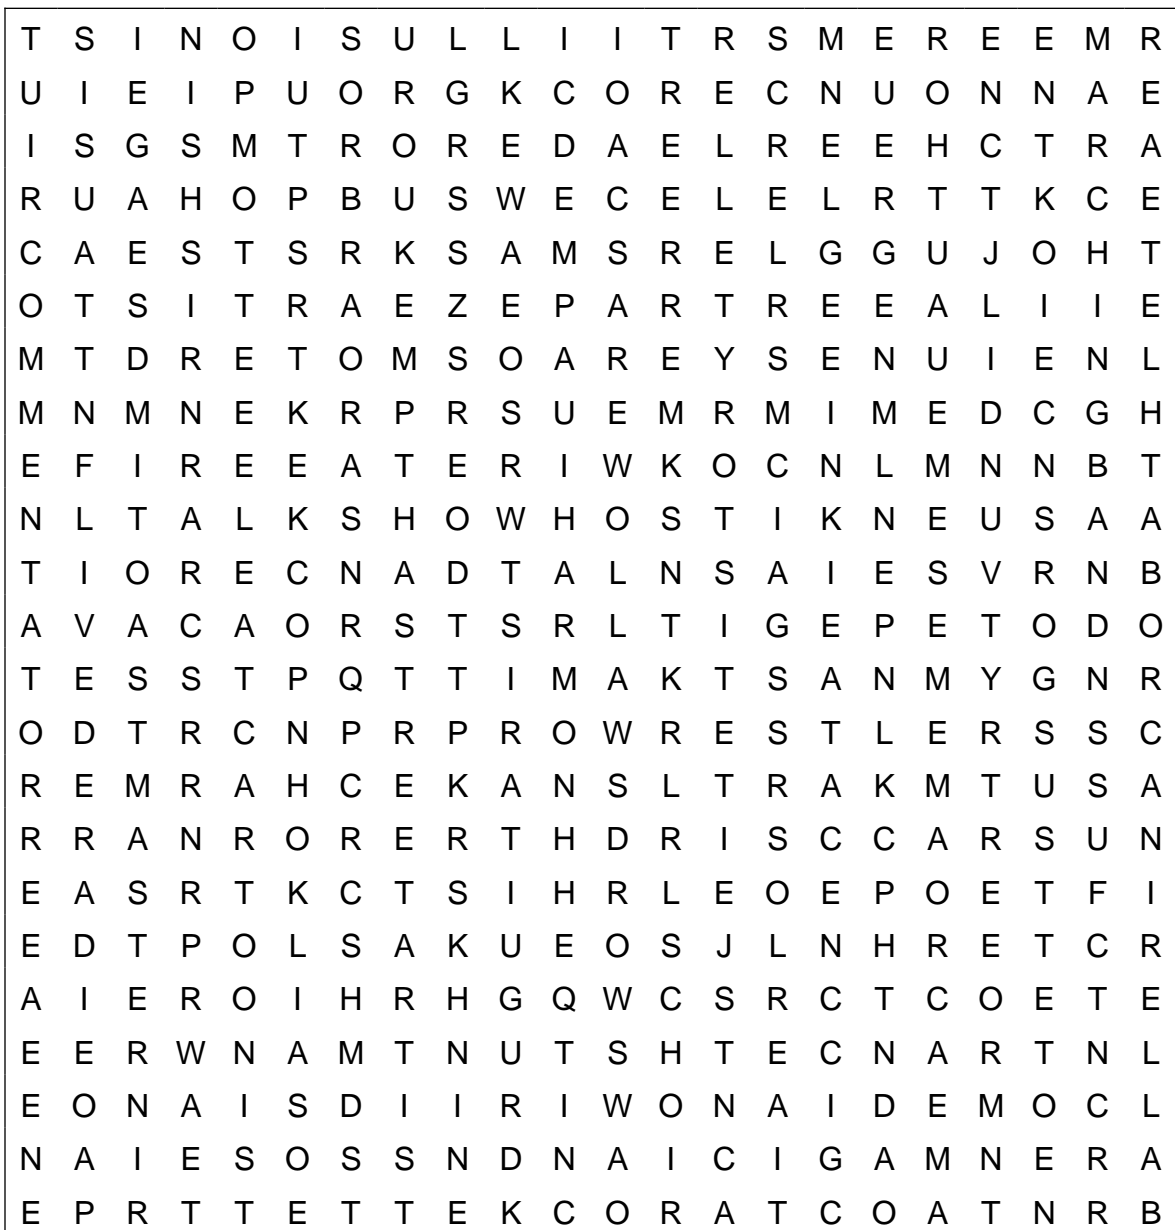 T S I N O I S U L L I I T R S M E R E E M R
U I E I P U O R G K C O R E C N U O N N A E
I S G S M T R O R E D A E L R E E H C T R A
R U A H O P B U S W E C E L E L R T T K C E
C A E S T S R K S A M S R E L G G U J O H T
O T S I T R A E Z E P A R T R E E A L I I E
M T D R E T O M S O A R E Y S E N U I E N L
M N M N E K R P R S U E M R M I M E D C G H
E F I R E E A T E R I W K O C N L M N N B T
N L T A L K S H O W H O S T I K N E U S A A
T I O R E C N A D T A L N S A I E S V R N B
A V A C A O R S T S R L T I G E P E T O D O
T E S S T P Q T T I M A K T S A N M Y G N R
O D T R C N P R P R O W R E S T L E R S S C
R E M R A H C E K A N S L T R A K M T U S A
R R A N R O R E R T H D R I S C C A R S U N
E A S R T K C T S I H R L E O E P O E T F I
E D T P O L S A K U E O S J L N H R E T C R
A I E R O I H R H G Q W C S R C T C O E T E
E E R W N A M T N U T S H T E C N A R T N L
E O N A I S D I I R I W O N A I D E M O C L
N A I E S O S S N D N A I C I G A M N E R A
E P R T T E T T E K C O R A T C O A T N R B